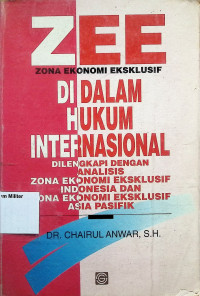 ZEE
ZONA EKONOMI EKSKLUSIF
DI DALAM
HUKUM
INTERNASIONAL
DILENGKAPI DENGAN
ANALISIS
ZONA EKONOMI EKSKLUSIF
INDONESIA DAN
ZONA EKONOMI EKSKLUSIF
ASIA PASIFIK
Militer
DR. CHAIRUL ANWAR, S.H.